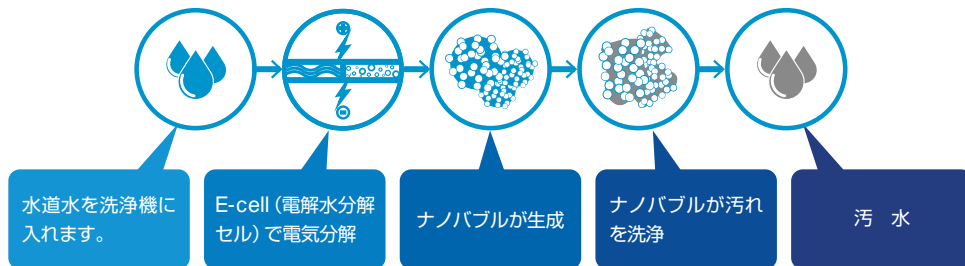 水道水を洗浄機に
入れます。
E-cell（電解水分解
セル）で電気分解
ナノバブルが生成
ナノバブルが汚れ
を洗浄
汚　水